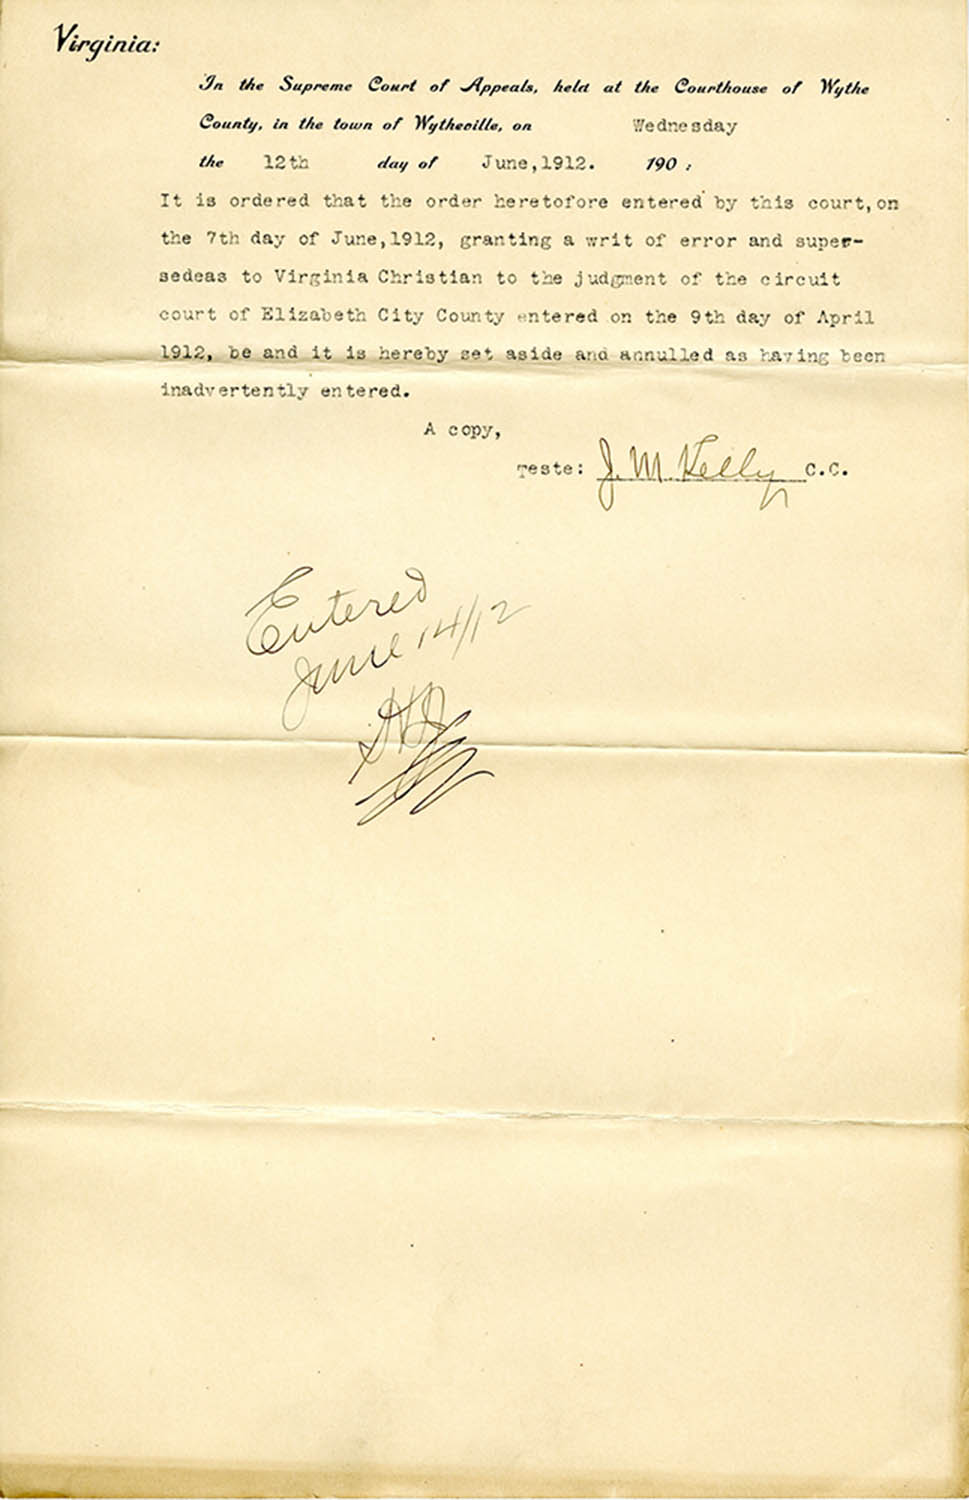 Virginia:
In the Supreme Court of Appeals, held at the Courthouse of Wythe
County, in the town of Wytheville, on Wednesday
the 12th day of June,1912. 190 :
It is ordered that the order heretofore entered by this court,on
the 7th day of June,1912, granting a writ of error and super-
sedeas to Virginia Christian to the judgment of the circuit
court of Elizabeth City County entered on the 9th day of April
1912, be and it is hereby set aside and annulled as having been
inadvertently entered.
A copy,
Teste: J. M. Kelly C.C.
Entered
June 14/12